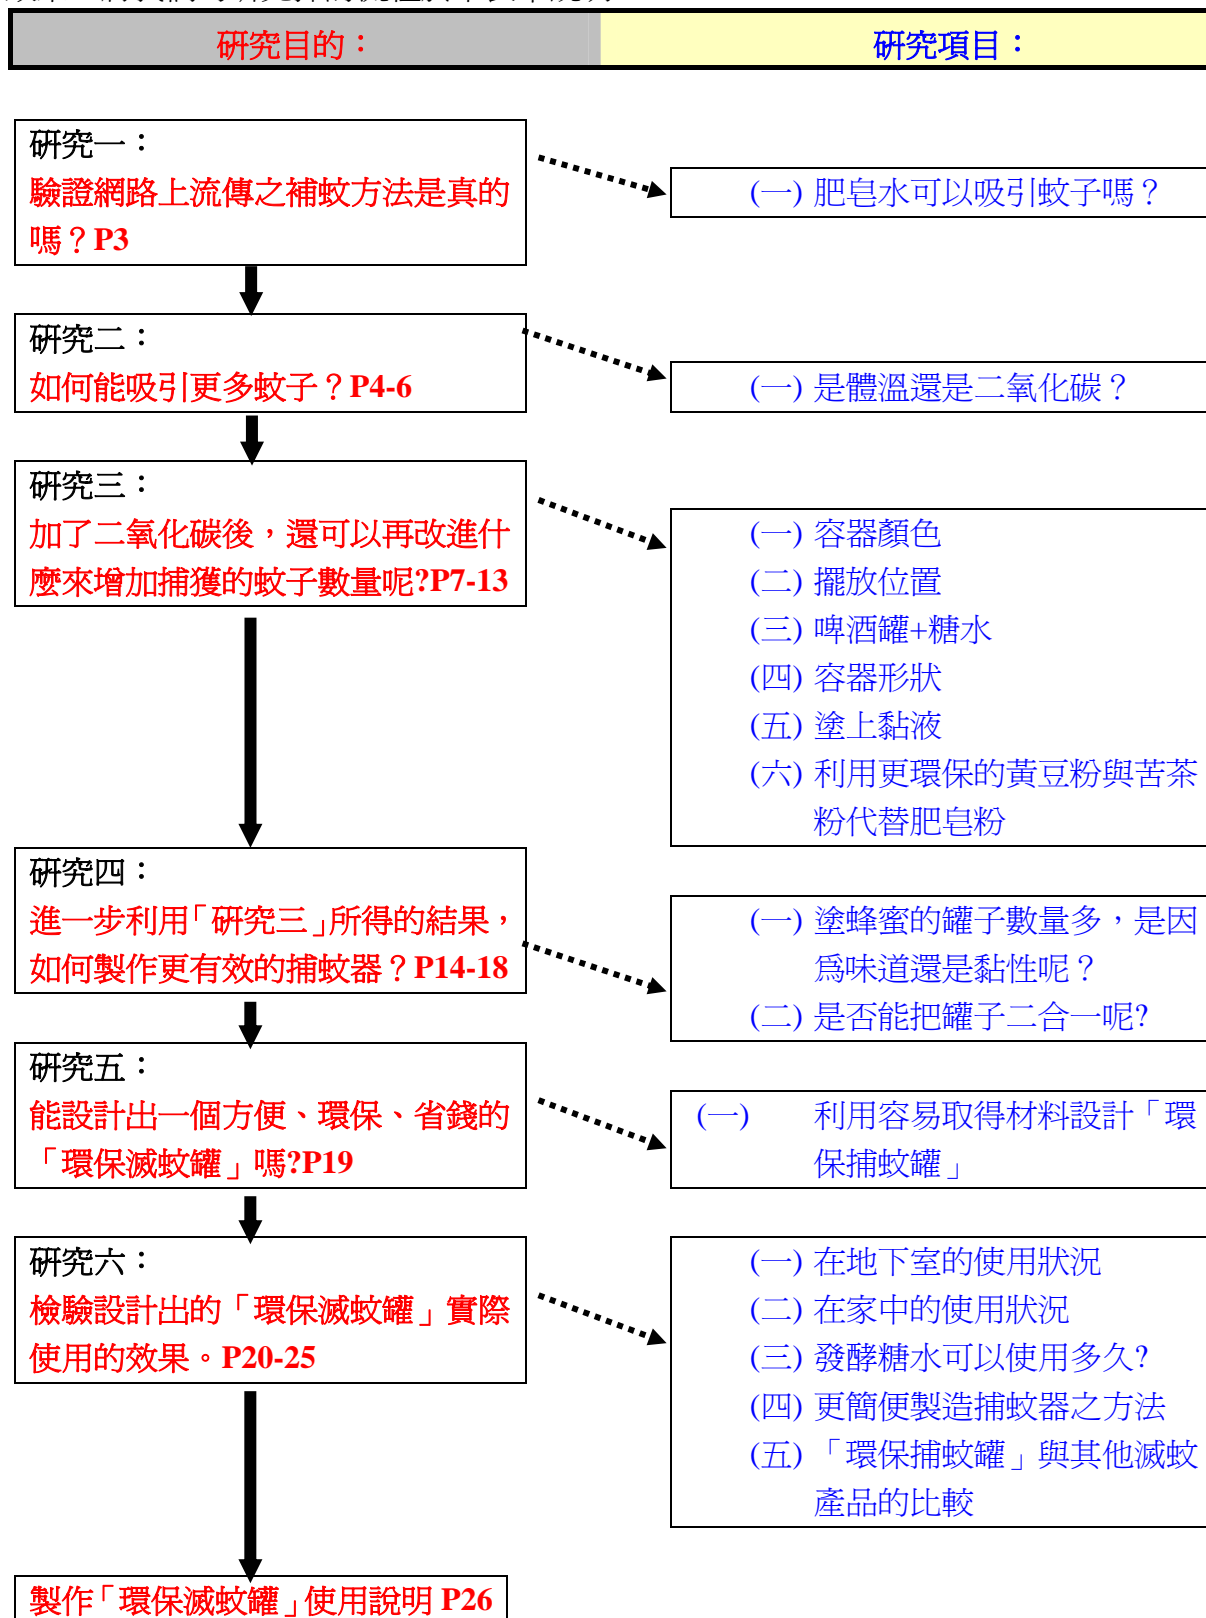 研究目的：
研究項目：
研究一：
驗證網路上流傳之補蚊方法是真的
嗎？P3
(一) 肥皂水可以吸引蚊子嗎？
研究二：
如何能吸引更多蚊子？P4-6
(一) 是體溫還是二氧化碳？
研究三：
加了二氧化碳後，還可以再改進什
麼來增加捕獲的蚊子數量呢?P7-13
(一) 容器顏色
(二) 擺放位置
(三) 啤酒罐+糖水
(四) 容器形狀
(五) 塗上黏液
(六) 利用更環保的黃豆粉與苦茶
粉代替肥皂粉
研究四：
進一步利用「研究三」所得的結果，
如何製作更有效的捕蚊器？P14-18
(一) 塗蜂蜜的罐子數量多，是因
為味道還是黏性呢？
(二) 是否能把罐子二合一呢?
研究五：
能設計出一個方便、環保、省錢的
「環保滅蚊罐」嗎?P19
(一) 利用容易取得材料設計「環
保捕蚊罐」
研究六：
檢驗設計出的「環保滅蚊罐」實際
使用的效果。P20-25
(一) 在地下室的使用狀況
(二) 在家中的使用狀況
(三) 發酵糖水可以使用多久?
(四) 更簡便製造捕蚊器之方法
(五) 「環保捕蚊罐」與其他滅蚊
產品的比較
製作「環保滅蚊罐」使用說明 P26